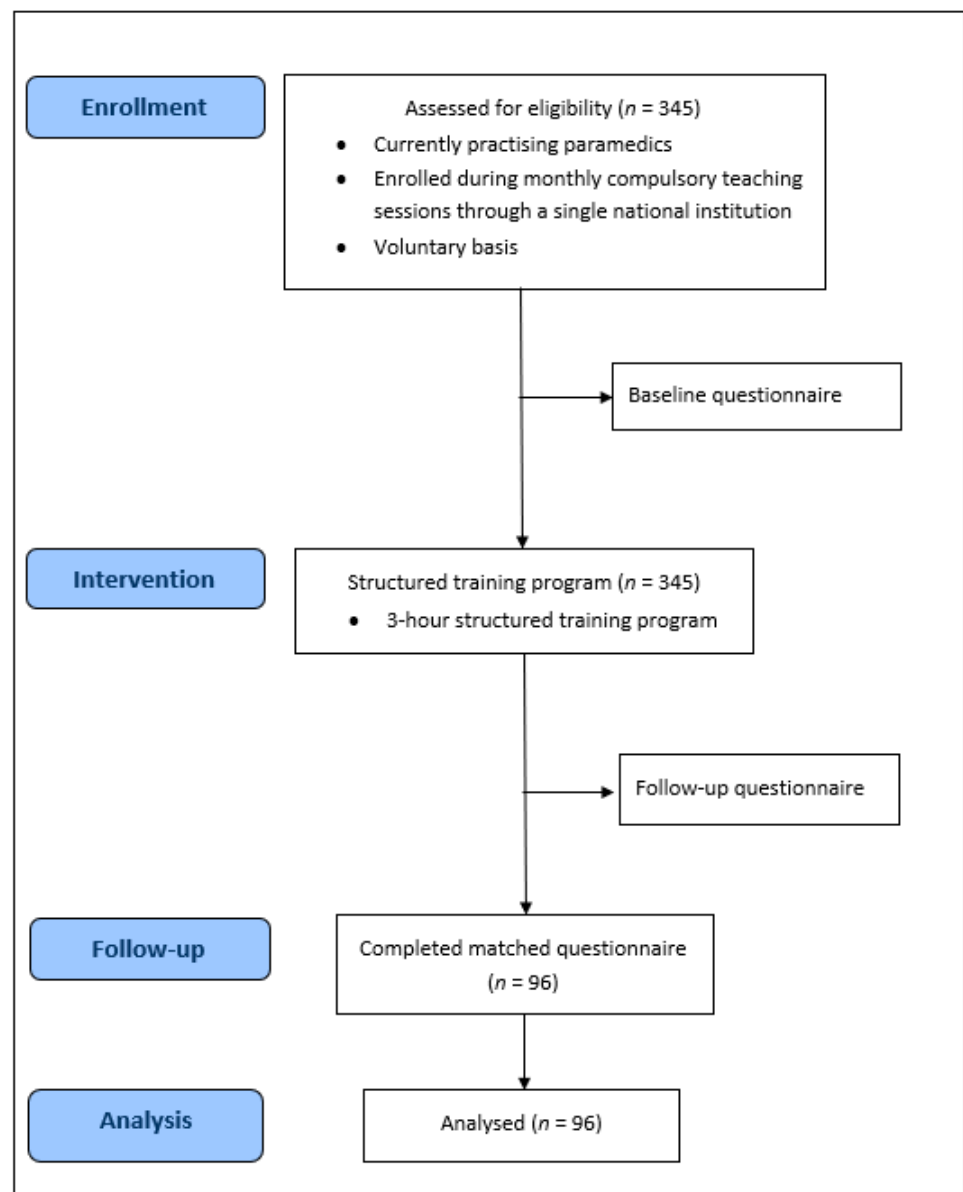 Enrollment
Assessed for eligibility (n = 345)
• Currently practising paramedics
• Enrolled during monthly compulsory teaching
sessions through a single national institution
• Voluntary basis
Baseline questionnaire
Intervention
Structured training program (n = 345)
• 3-hour structured training program
Follow-up questionnaire
Follow-up
Completed matched questionnaire
(n = 96)
Analysis
Analysed (n = 96)